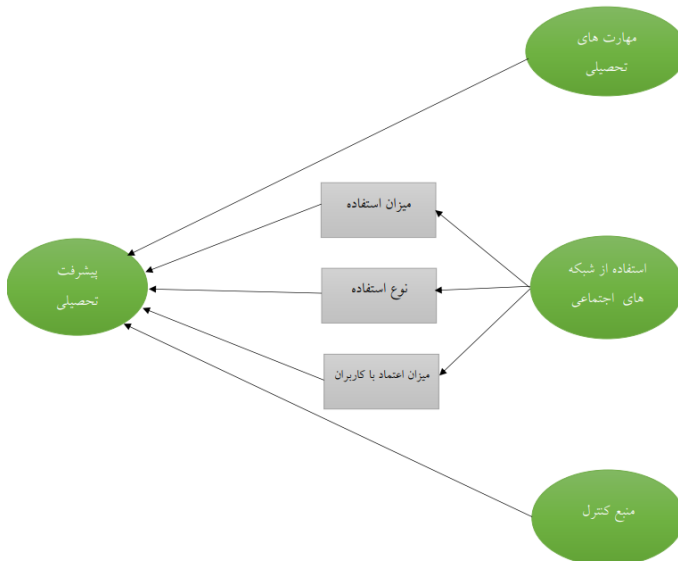 مهارت های
تحصیلی
میزان استفاده
استفاده از شبکه
های اجتماعی
پیشرفت
تحصیلی
نوع استفاده
میزان اعتماد با کاربران
منبع کنترل